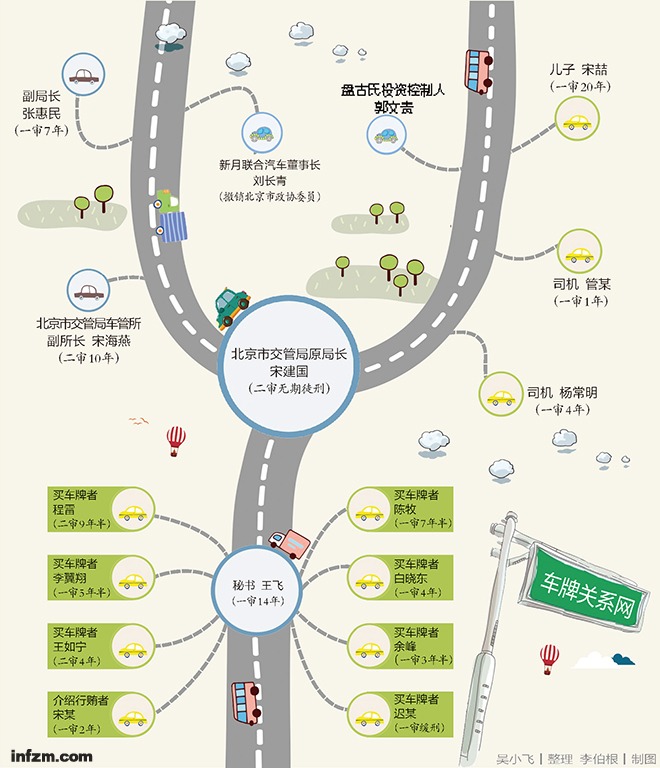 副局长
张惠民
(一审7年)
新月联合汽车董事长
刘长青
(撤销北京市政协委员)
盘古氏投资控制人
郭文贵
儿子 宋喆
(一审20年)
北京市交管局车管所
副所长 宋海燕
(二审10年)
司机 管某
(一审1年)
北京市交管局原局长
宋建国
(二审无期徒刑)
司机 杨常明
(一审4年)
买车牌者
程雷
(二审9年半)
买车牌者
李冀翔
(一审5年半)
买车牌者
王如宁
(二审4年)
介绍行贿者
宋某
(一审2年)
秘书 王飞
(一审14年)
买车牌者
陈牧
(一审7年半)
买车牌者
白晓东
(一审4年)
买车牌者
余峰
(一审3年半)
买车牌者
迟某
(一审缓刑)
车牌关系网
infzm.com
吴小飞|整理 李伯根|制图